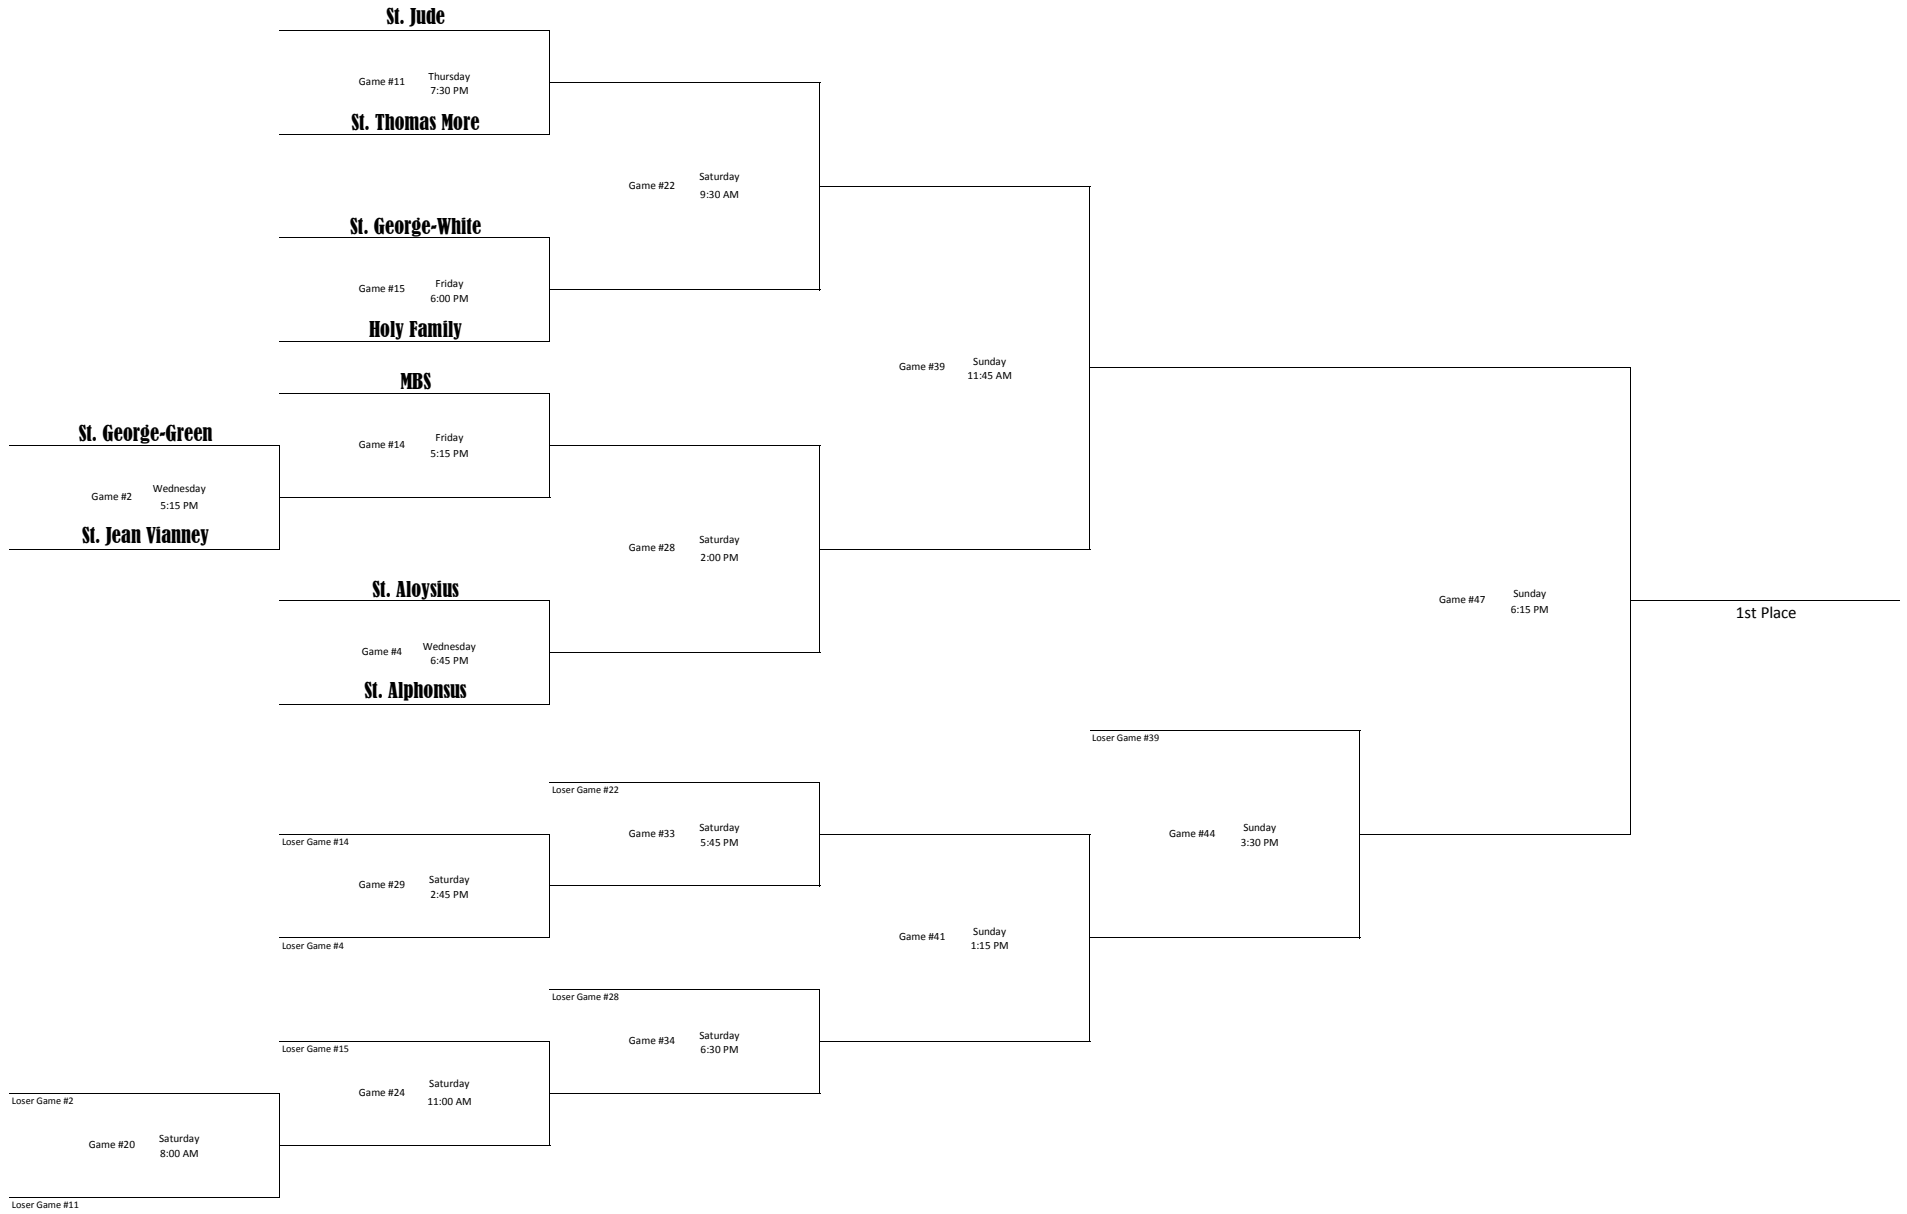 St. Jude
Game #11
Thursday
7:30 PM
St. Thomas More
Game #22
Saturday
9:30 AM
St. George-White
Game #15
Friday
6:00 PM
Holy Family
Game #39
Sunday
11:45 AM
MBS
St. George-Green
Game #14
Friday
5:15 PM
Game #2
Wednesday
5:15 PM
St. Jean Vianney
Game #28
Saturday
2:00 PM
St. Aloysius
Game #47
Sunday
6:15 PM
1st Place
Game #4
Wednesday
6:45 PM
St. Alphonsus
Loser Game #39
Loser Game #22
Game #33
Saturday
5:45 PM
Game #44
Sunday
3:30 PM
Loser Game #14
Game #29
Saturday
2:45 PM
Game #41
Sunday
1:15 PM
Loser Game #4
Loser Game #28
Game #34
Saturday
6:30 PM
Loser Game #15
Game #24
Saturday
11:00 AM
Loser Game #2
Game #20
Saturday
8:00 AM
Loser Game #11